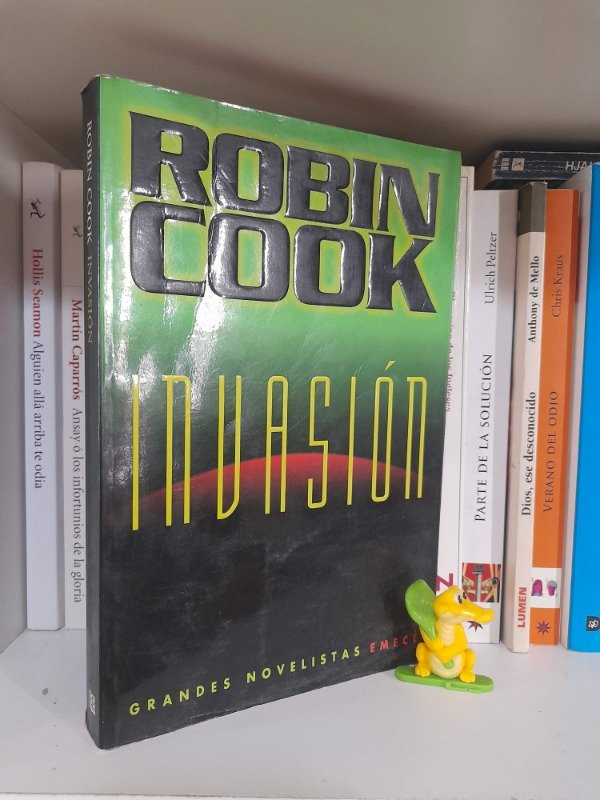 ROBIN
COOK
INVASIÓN
GRANDES NOVELISTAS EMECÉ
ROBIN COOK INVASIÓN
Hollis Seamon Alguien allá arriba te odia
Martín Caparrós Ansay ó los infortunios de la gloria
Ulrich Peltzer
PARTE DE LA SOLUCIÓN
Anthony de Mello
Dios, ese desconocido
LUMEN
Chris Kraus
VERANO DEL ODIO
HJAL